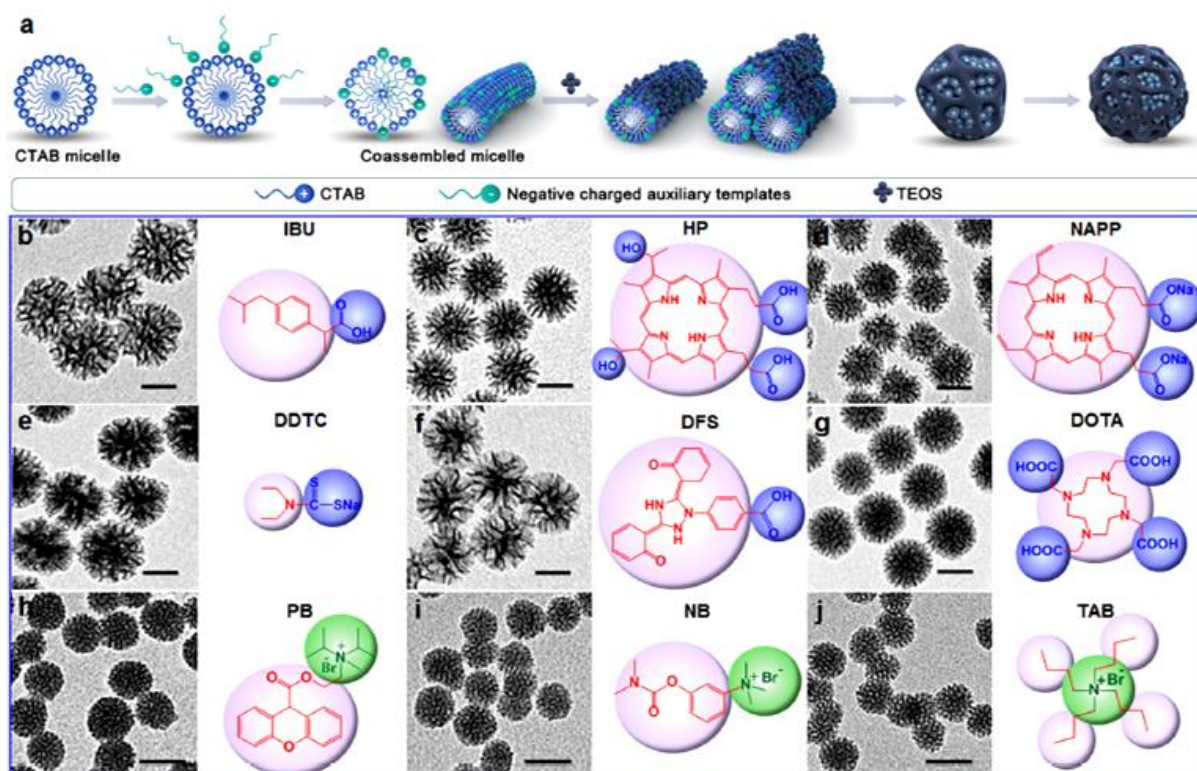 a
CTAB micelle
Coassembled micelle
CTAB
Negative charged auxiliary templates
TEOS
b
IBU
O
OH
c
HP
HO
NH
N
N
HN
OH
O
HO
OH
O
d
NAPP
NH
N
N
HN
ONa
O
ONa
O
e
DDTC
N
C
S
SNa
f
DFS
O
HN
N
N
H
O
OH
O
g
DOTA
HOOC
COOH
N
N
N
N
HOOC
COOH
h
PB
Br
-
N
+
O
O
O
i
NB
N
O
O
N
+
Br
-
j
TAB
N
+
Br
-